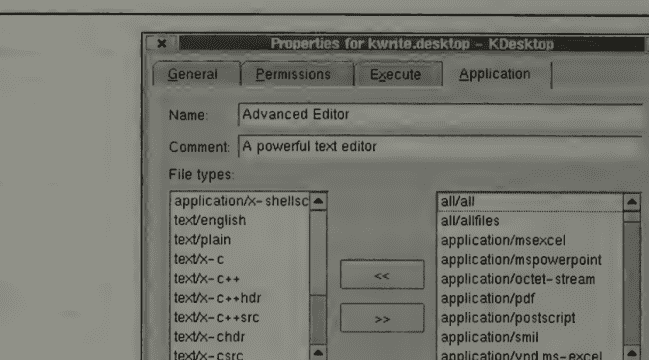 Properties for kwrite.desktop - KDesktop
General Permissions Execute Application
Name: Advanced Editor
Comment: A powerful text editor
File types:
application/x-shellsc
text/english
text/plain
text/x-c
text/x-c++
text/x-c++hdr
text/x-c++src
text/x-chdr
text/x-csrc
<<
>>
all/all
all/allfiles
application/msexcel
application/mspowerpoint
application/octet-stream
application/pdf
application/postscript
application/smil
application/vnd.ms-excel